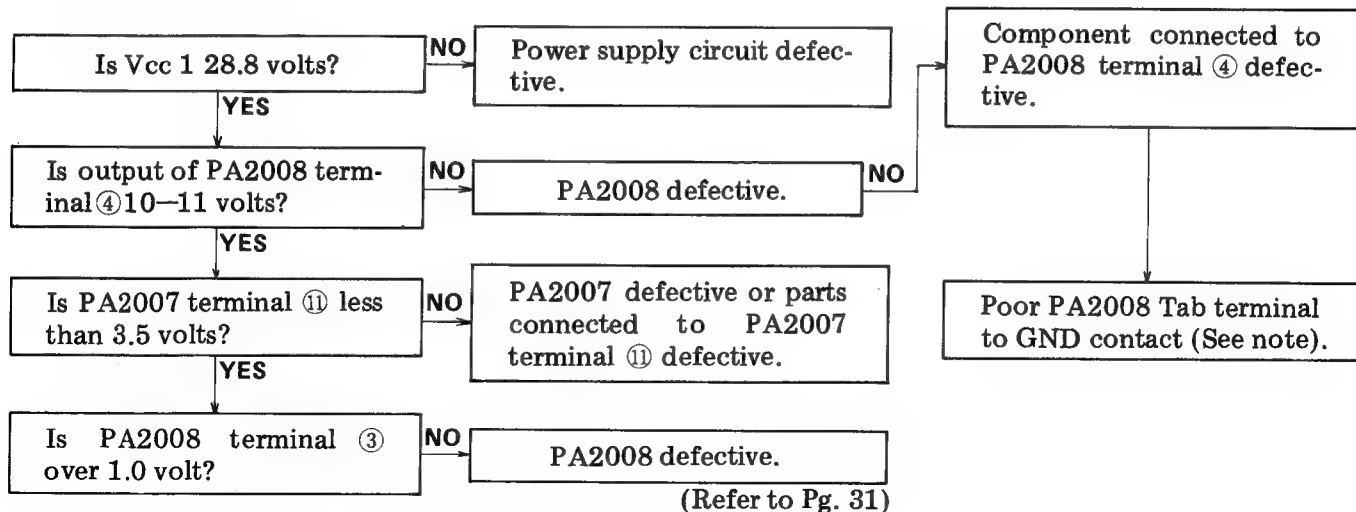 Is Vcc 1 28.8 volts?
NO
Power supply circuit defec-
tive.
YES
Is output of PA2008 term-
inal④10—11 volts?
NO
PA2008 defective.
NO
Component connected to
PA2008 terminal ④ defec-
tive.
Poor PA2008 Tab terminal
to GND contact (See note).
YES
Is PA2007 terminal ⑪ less
than 3.5 volts?
NO
PA2007 defective or parts
connected to PA2007
terminal ⑪ defective.
YES
Is PA2008 terminal ③
over 1.0 volt?
NO
PA2008 defective.
(Refer to Pg. 31)